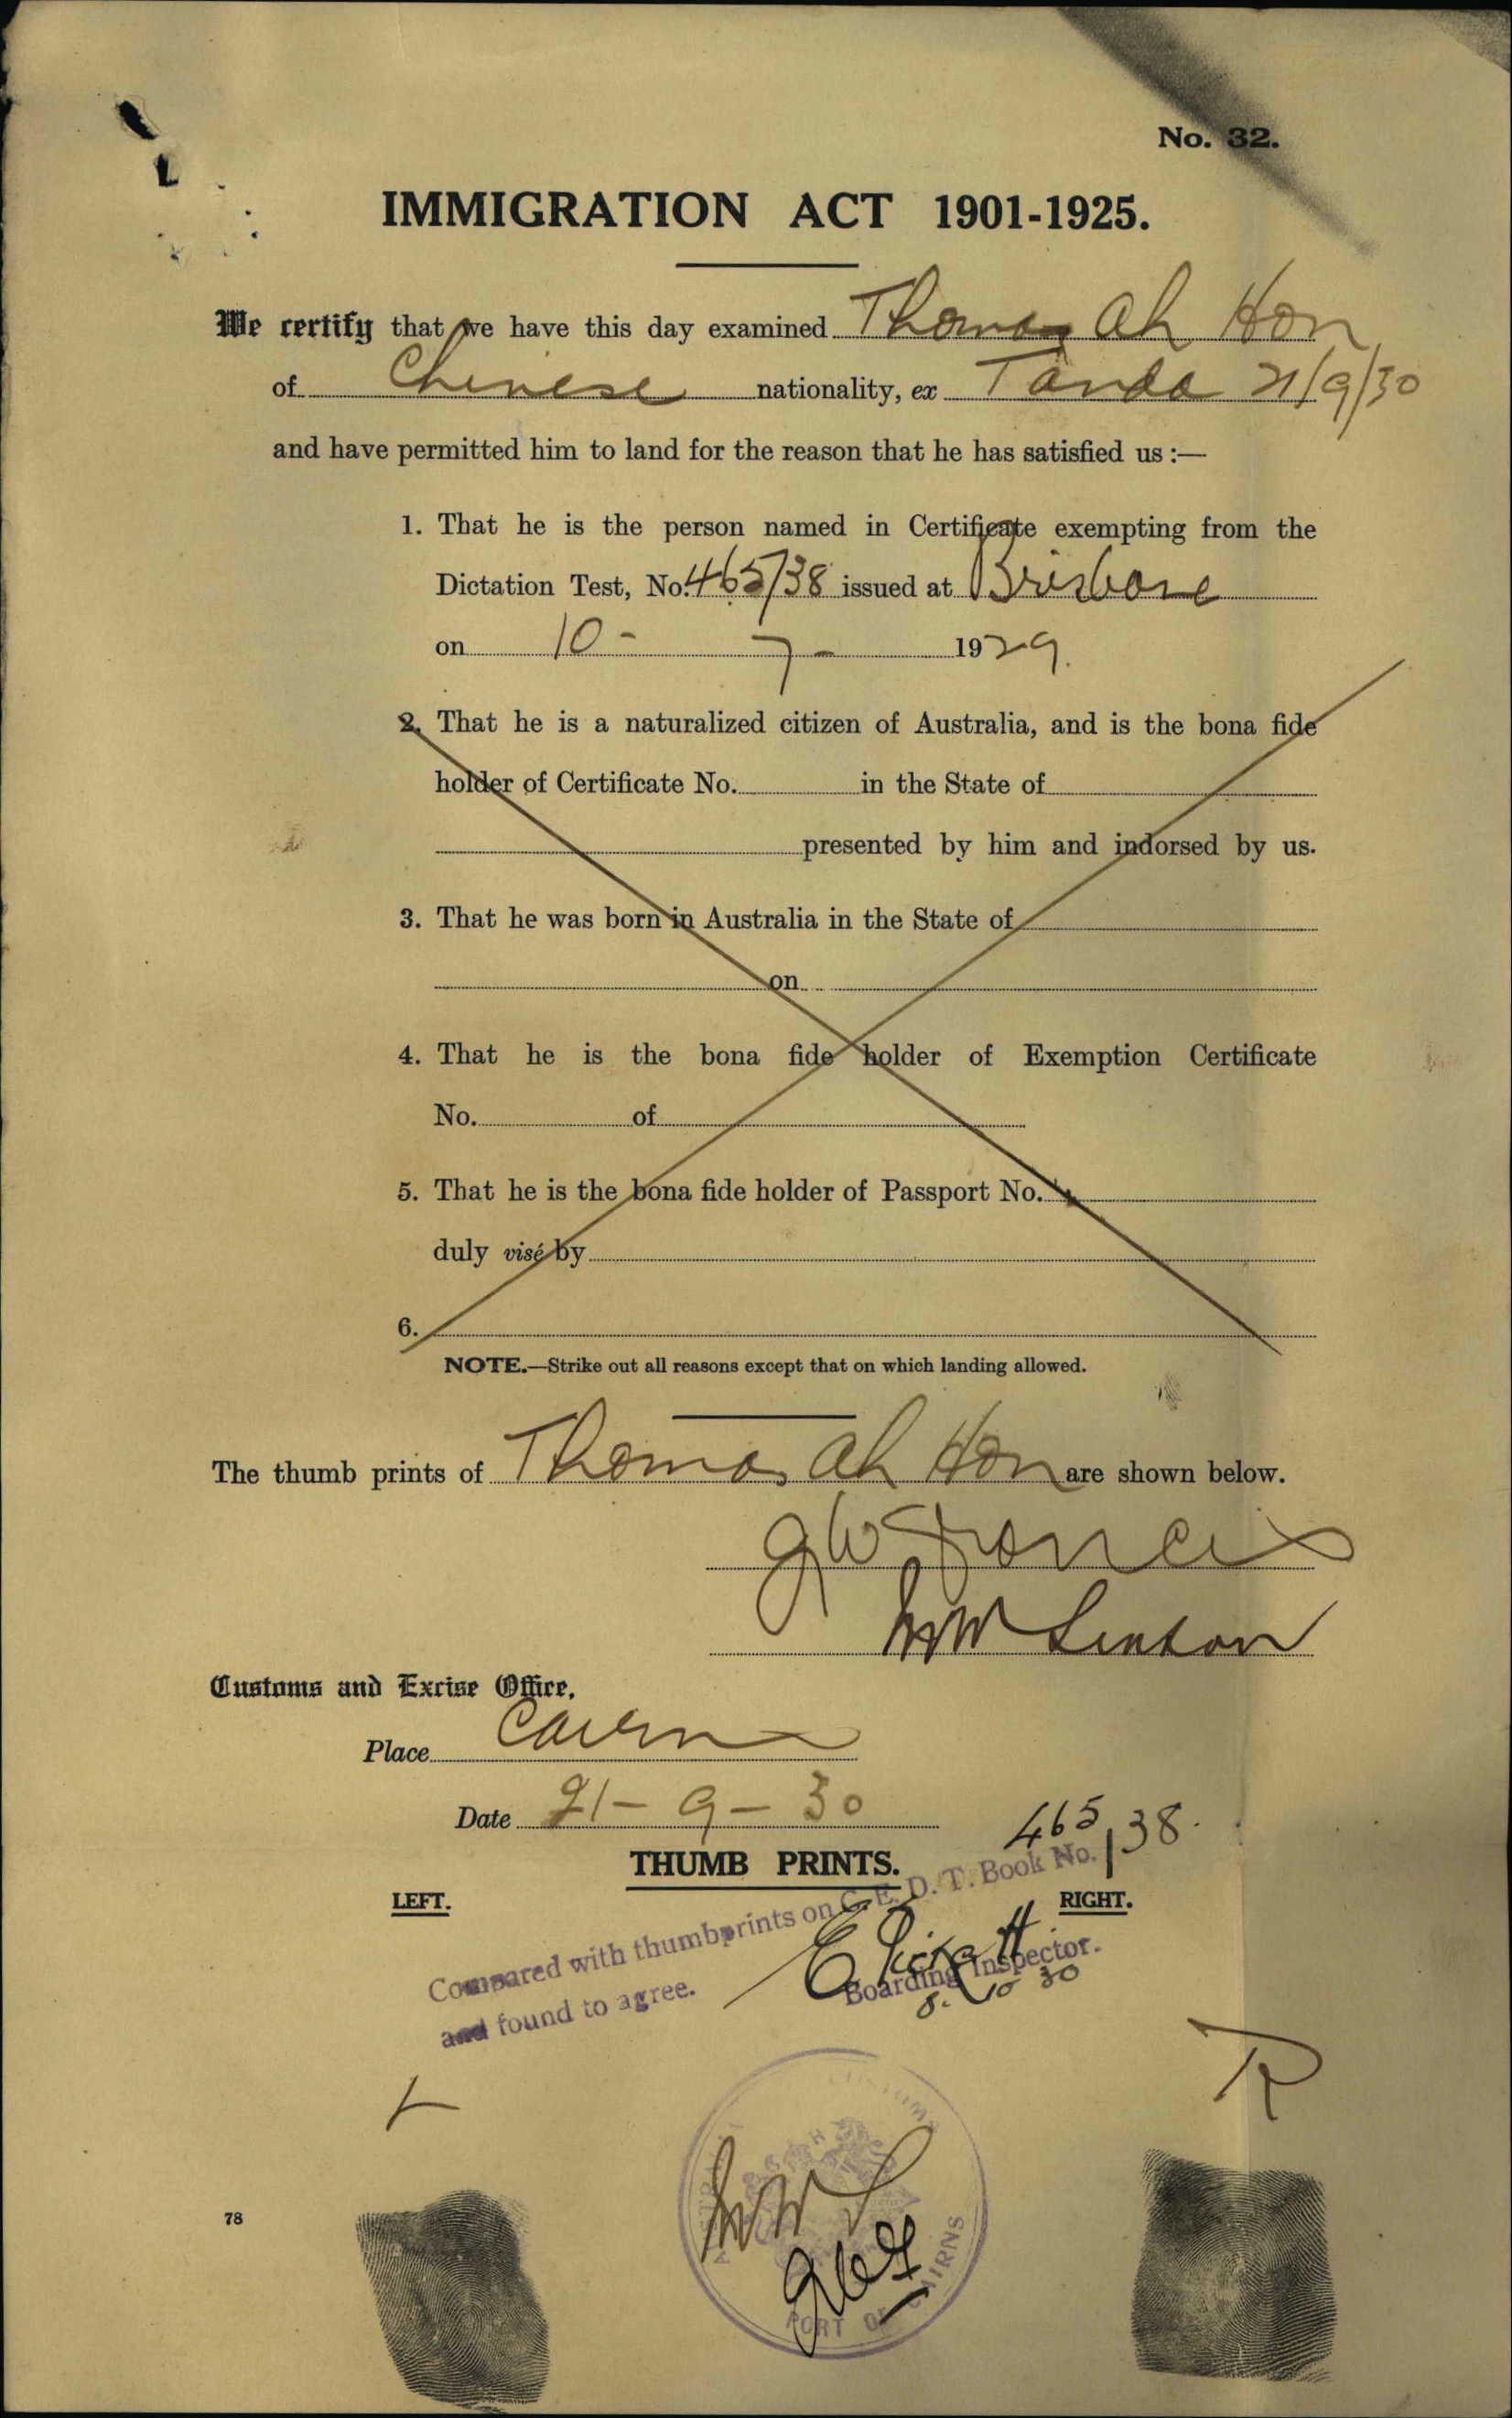 No. 32.
IMMIGRATION ACT 1901-1925.
We certify that we have this day examined Thomas Ah Hon
of Chinese nationality, ex Tanda 21/9/30
and have permitted him to land for the reason that he has satisfied us :—
1. That he is the person named in Certificate exempting from the
Dictation Test, No. 465/38 issued at Brisbane
on 10 - 7 - 1929.
2. That he is a naturalized citizen of Australia, and is the bona fide
holder of Certificate No. in the State of
presented by him and indorsed by us.
3. That he was born in Australia in the State of
on
4. That he is the bona fide holder of Exemption Certificate
No. of
5. That he is the bona fide holder of Passport No.
duly visé by
6.
NOTE.—Strike out all reasons except that on which landing allowed.
The thumb prints of Thomas Ah Hon are shown below.
GW Francis
Customs and Excise Office,
Place Cairns
Date 21 - 9 - 30
465/38.
THUMB PRINTS.
LEFT. RIGHT.
Compared with thumbprints on C. E. D. T. Book No.
and found to agree.
Boarding Inspector.
8. 10 30
L R
PORT OF CAIRNS
GWF
78